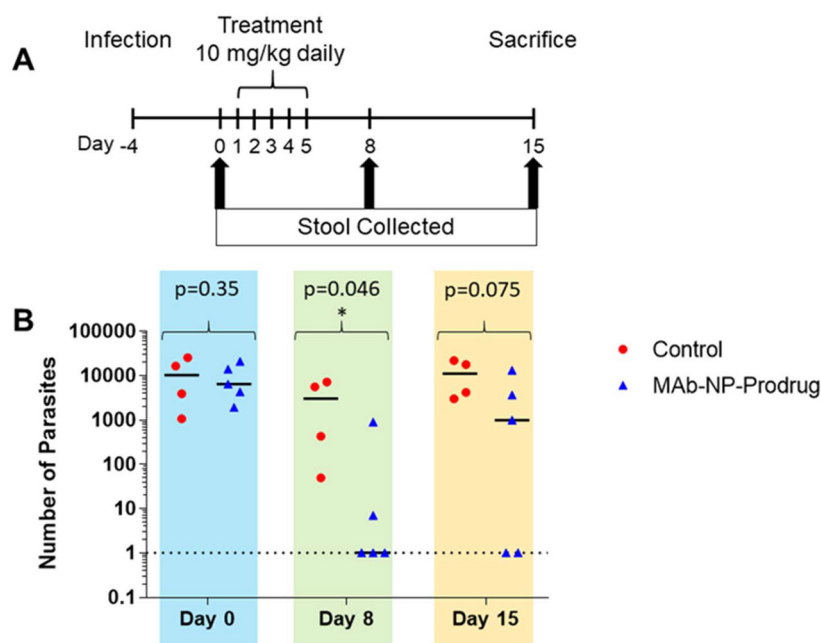 A
Infection
Treatment
10 mg/kg daily
Sacrifice
Day -4 0 1 2 3 4 5 8 15
Stool Collected
B
p=0.35 p=0.046 p=0.075
*
Number of Parasites
100000
10000
1000
100
10
1
0.1
Day 0 Day 8 Day 15
Control
MAb-NP-Prodrug